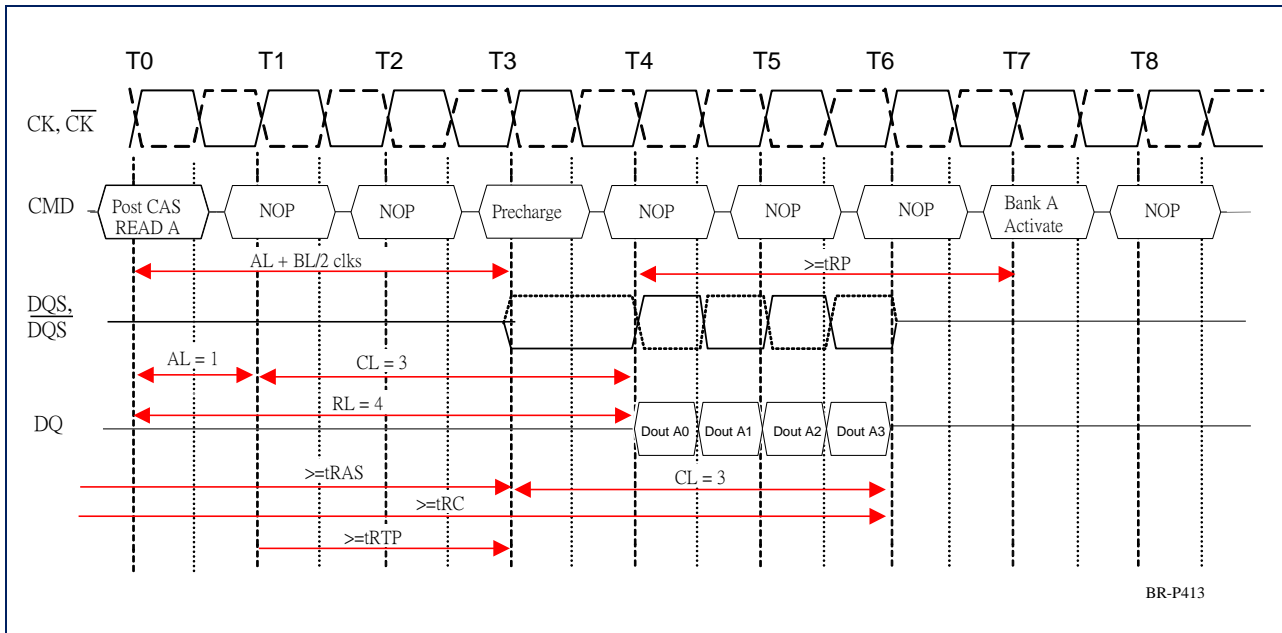 T0 T1 T2 T3 T4 T5 T6 T7 T8
CK, CK
CMD
Post CAS
READ A
NOP
NOP
Precharge
NOP
NOP
NOP
Bank A
Activate
NOP
AL + BL/2 clks
>=tRP
DQS,
DQS
AL = 1
CL = 3
RL = 4
DQ
Dout A0
Dout A1
Dout A2
Dout A3
>=tRAS
CL = 3
>=tRC
>=tRTP
BR-P413